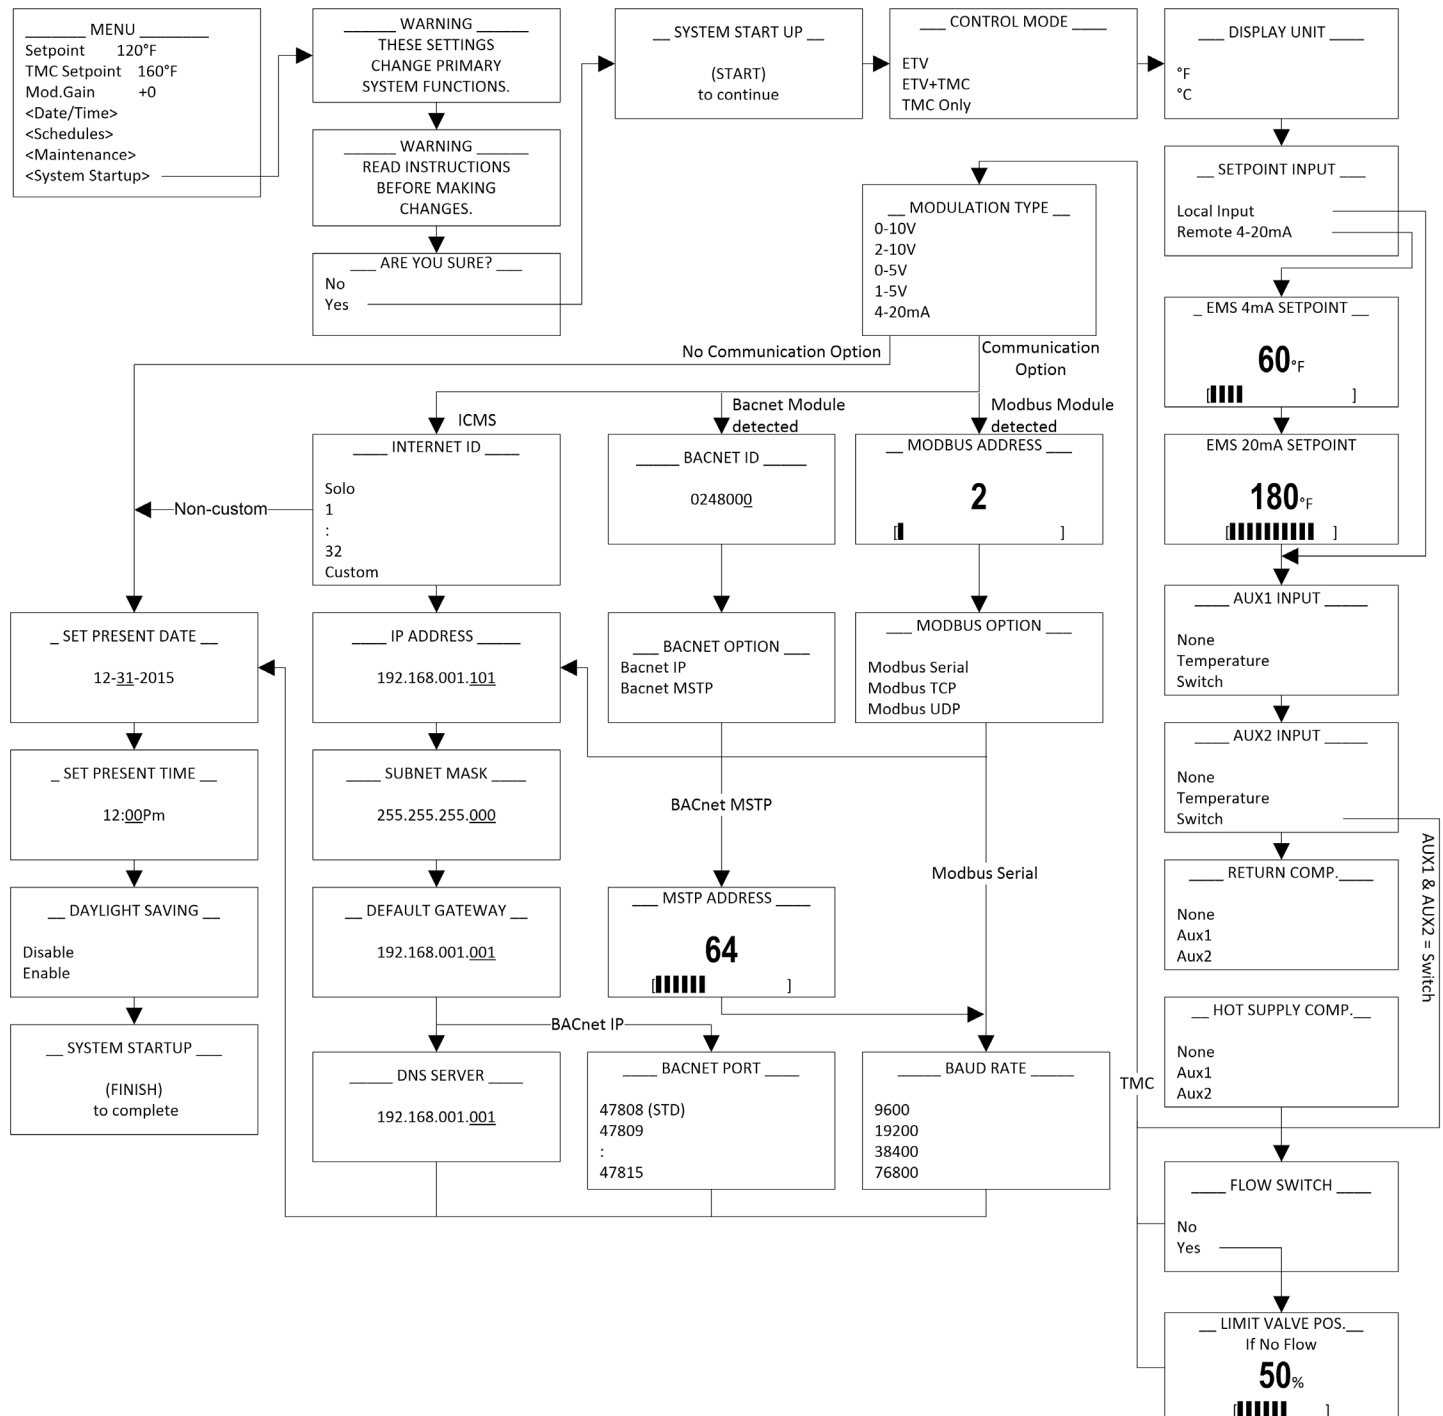 _______ MENU ________
Setpoint 120°F
TMC Setpoint 160°F
Mod.Gain +0
<Date/Time>
<Schedules>
<Maintenance>
<System Startup>
______ WARNING ______
THESE SETTINGS
CHANGE PRIMARY
SYSTEM FUNCTIONS.
______ WARNING ______
READ INSTRUCTIONS
BEFORE MAKING
CHANGES.
___ ARE YOU SURE? ___
No
Yes
__ SYSTEM START UP __
(START)
to continue
___ CONTROL MODE ____
ETV
ETV+TMC
TMC Only
___ DISPLAY UNIT ____
°F
°C
__ SETPOINT INPUT ___
Local Input
Remote 4-20mA
_ EMS 4mA SETPOINT __
60°F
[ ]
EMS 20mA SETPOINT
180°F
[ ]
____ AUX1 INPUT _____
None
Temperature
Switch
____ AUX2 INPUT _____
None
Temperature
Switch
AUX1 & AUX2 = Switch
____ RETURN COMP.____
None
Aux1
Aux2
__ HOT SUPPLY COMP.__
None
Aux1
Aux2
TMC
____ FLOW SWITCH ____
No
Yes
__ LIMIT VALVE POS.__
If No Flow
50%
[ ]
__ MODULATION TYPE __
0-10V
2-10V
0-5V
1-5V
4-20mA
No Communication Option
Communication
Option
ICMS
Bacnet Module
detected
Modbus Module
detected
____ INTERNET ID ____
Solo
1
:
32
Custom
Non-custom
_____ BACNET ID _____
0248000
__ MODBUS ADDRESS ___
2
[ ]
_ SET PRESENT DATE __
12-31-2015
____ IP ADDRESS _____
192.168.001.101
___ BACNET OPTION ___
Bacnet IP
Bacnet MSTP
___ MODBUS OPTION ___
Modbus Serial
Modbus TCP
Modbus UDP
_ SET PRESENT TIME __
12:00Pm
____ SUBNET MASK ____
255.255.255.000
BACnet MSTP
Modbus Serial
__ DAYLIGHT SAVING __
Disable
Enable
__ DEFAULT GATEWAY __
192.168.001.001
___ MSTP ADDRESS ____
64
[ ]
BACnet IP
__ SYSTEM STARTUP ___
(FINISH)
to complete
_____ DNS SERVER ____
192.168.001.001
____ BACNET PORT ____
47808 (STD)
47809
:
47815
_____ BAUD RATE _____
9600
19200
38400
76800